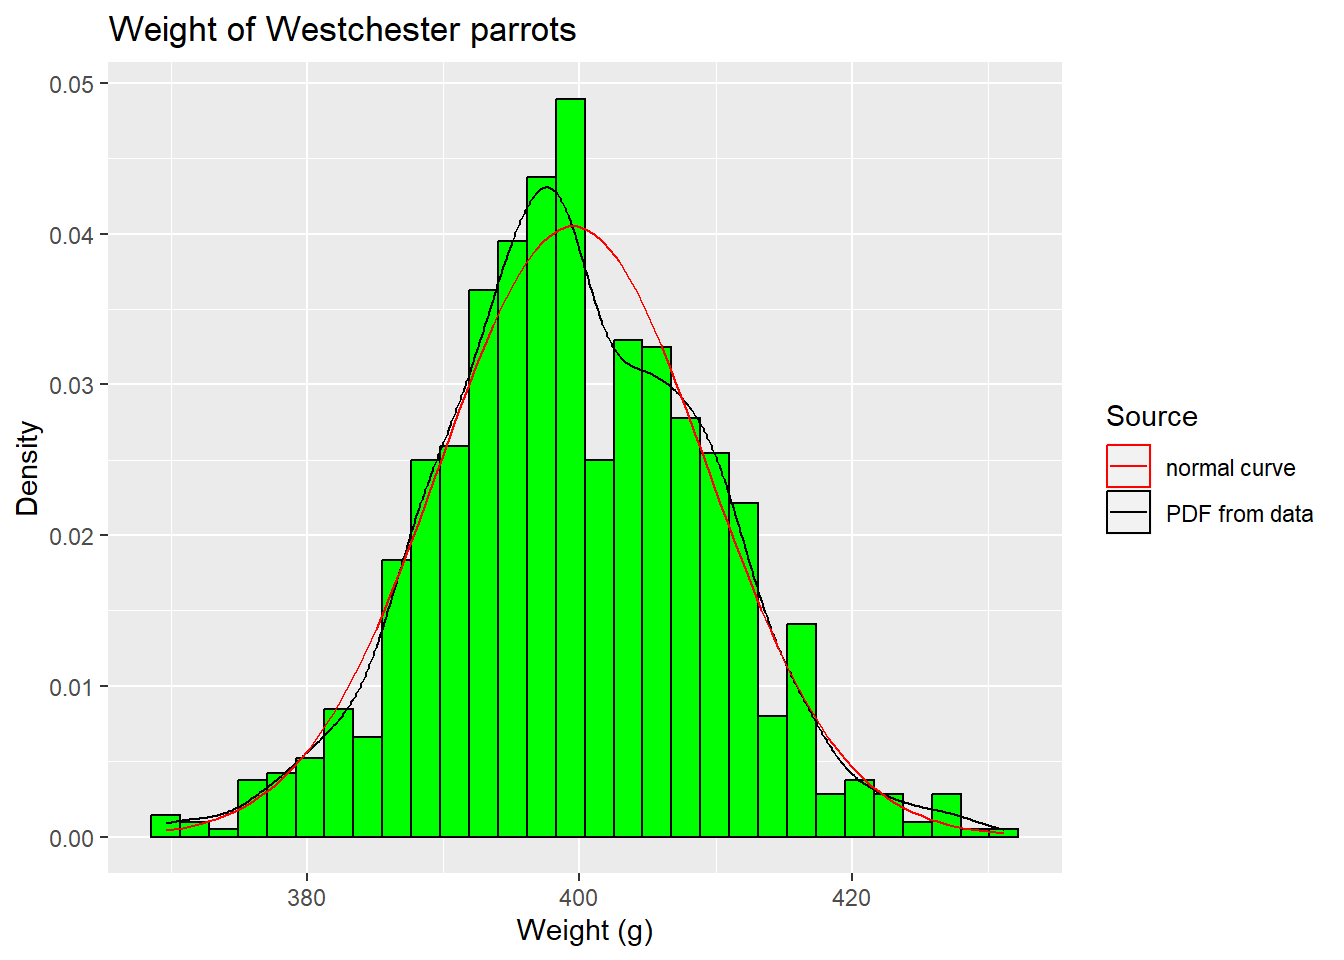 Weight of Westchester parrots
0.05
0.04
0.03
0.02
0.01
0.00
Density
380 400 420
Weight (g)
Source
normal curve
PDF from data